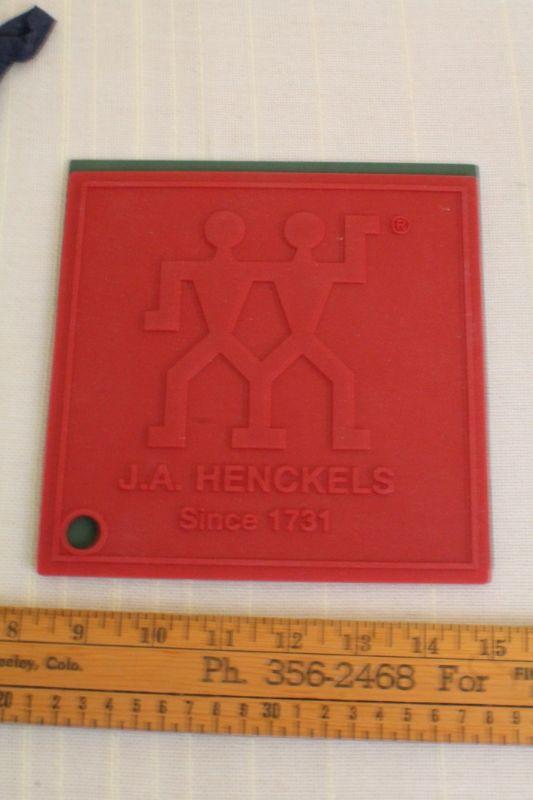 ®
J.A. HENCKELS
Since 1731
8 9 10 11 12 13 14 15
eeley, Colo. Ph. 356-2468 For FI
20 1 2 3 4 5 6 7 8 9 30 1 2 3 4 5 6 7 8 9